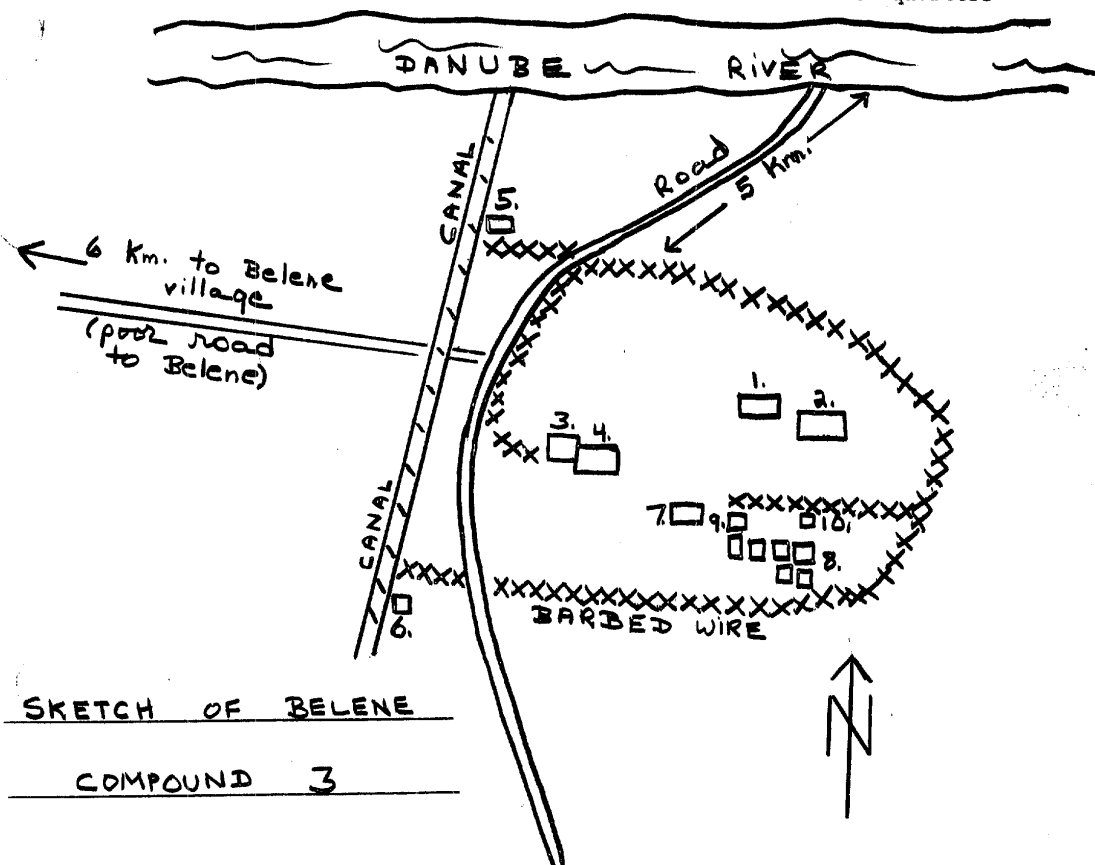 DANUBE RIVER
Road
5 Km.
CANAL
5.
6 Km. to Belene
village
(poor road
to Belene)
1.
2.
3.
4.
7.
9.
10.
8.
CANAL
6.
BARBED WIRE
N
SKETCH OF BELENE
COMPOUND 3